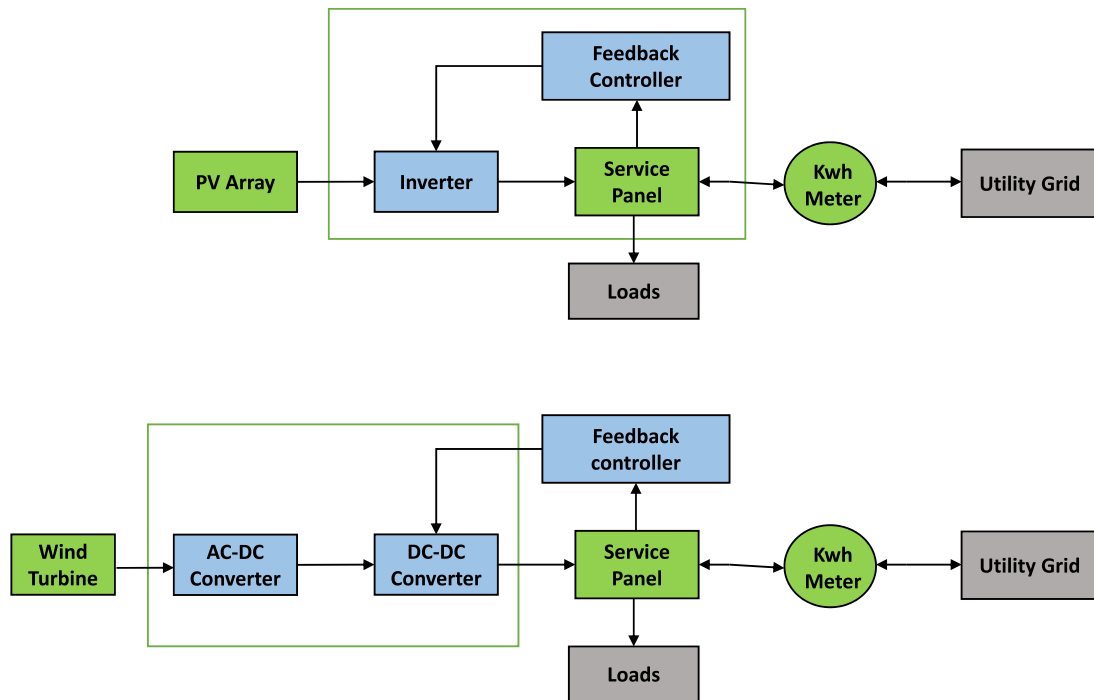 Feedback
Controller
PV Array
Inverter
Service
Panel
Kwh
Meter
Utility Grid
Loads
Feedback
controller
Wind
Turbine
AC-DC
Converter
DC-DC
Converter
Service
Panel
Kwh
Meter
Utility Grid
Loads